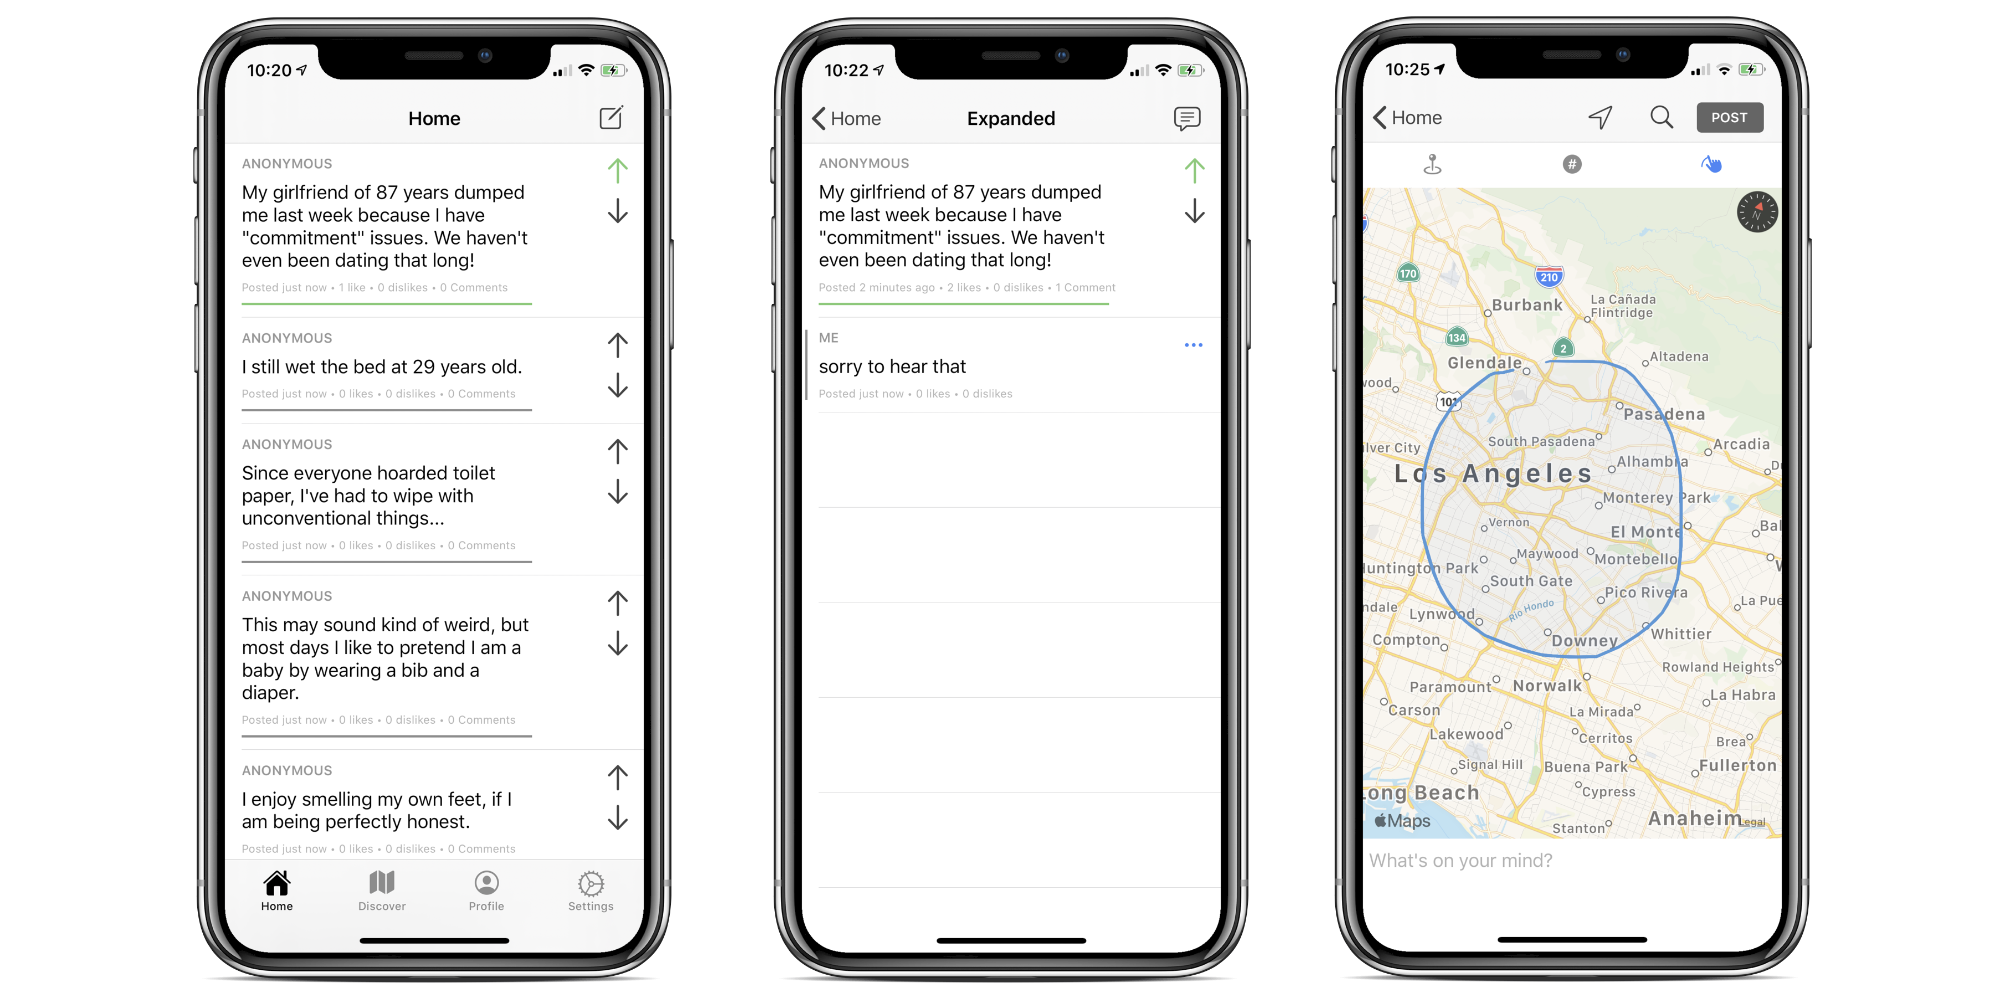 10:20
Home
ANONYMOUS
My girlfriend of 87 years dumped
me last week because I have
"commitment" issues. We haven't
even been dating that long!
Posted just now • 1 like • 0 dislikes • 0 Comments
ANONYMOUS
I still wet the bed at 29 years old.
Posted just now • 0 likes • 0 dislikes • 0 Comments
ANONYMOUS
Since everyone hoarded toilet
paper, I've had to wipe with
unconventional things...
Posted just now • 0 likes • 0 dislikes • 0 Comments
ANONYMOUS
This may sound kind of weird, but
most days I like to pretend I am a
baby by wearing a bib and a
diaper.
Posted just now • 0 likes • 0 dislikes • 0 Comments
ANONYMOUS
I enjoy smelling my own feet, if I
am being perfectly honest.
Posted just now • 0 likes • 0 dislikes • 0 Comments
Home Discover Profile Settings
10:22
Home Expanded
ANONYMOUS
My girlfriend of 87 years dumped
me last week because I have
"commitment" issues. We haven't
even been dating that long!
Posted 2 minutes ago • 2 likes • 0 dislikes • 1 Comment
ME
sorry to hear that
Posted just now • 0 likes • 0 dislikes
10:25
Home POST
#
N
170
210
Burbank
La Cañada
Flintridge
134
2
Glendale
Altadena
wood
101
Pasadena
lver City
South Pasadena
Arcadia
Los Angeles
Alhambra
D
Monterey Park
Vernon
El Monte
Bal
Maywood
Montebello
Huntington Park
V
South Gate
Pico Rivera
ndale
Lynwood
Rio Hondo
La Pue
Compton
Downey
Whittier
Rowland Heights
Paramount
Norwalk
La Habra
Carson
La Mirada
Lakewood
Cerritos
Brea
Signal Hill
Buena Park
Fullerton
Long Beach
Cypress
Maps
Stanton
Anaheim
Legal
What's on your mind?